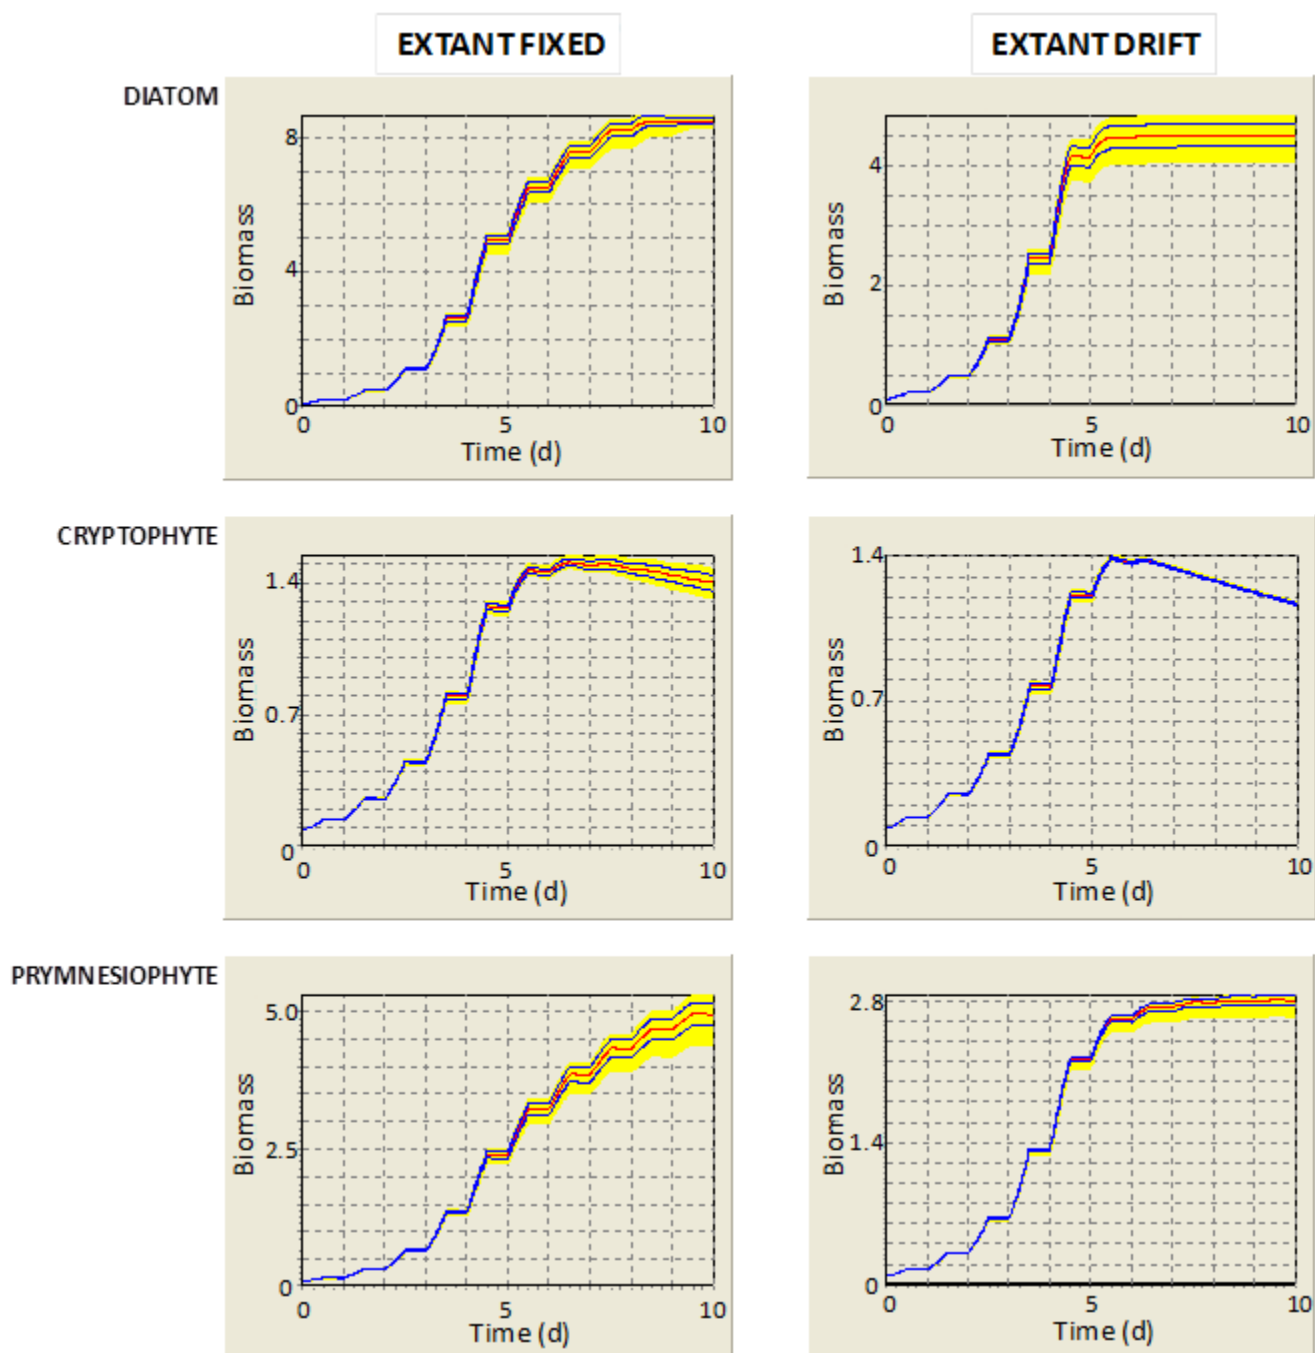 EXTANT FIXED
EXTANT DRIFT
DIATOM
8
4
0
Biomass
0 5 10
Time (d)
4
2
0
Biomass
0 5 10
Time (d)
CRYPTOPHYTE
1.4
0.7
0
Biomass
0 5 10
Time (d)
1.4
0.7
0
Biomass
0 5 10
Time (d)
PRYMNESIOPHYTE
5.0
2.5
0
Biomass
0 5 10
Time (d)
2.8
1.4
0
Biomass
0 5 10
Time (d)